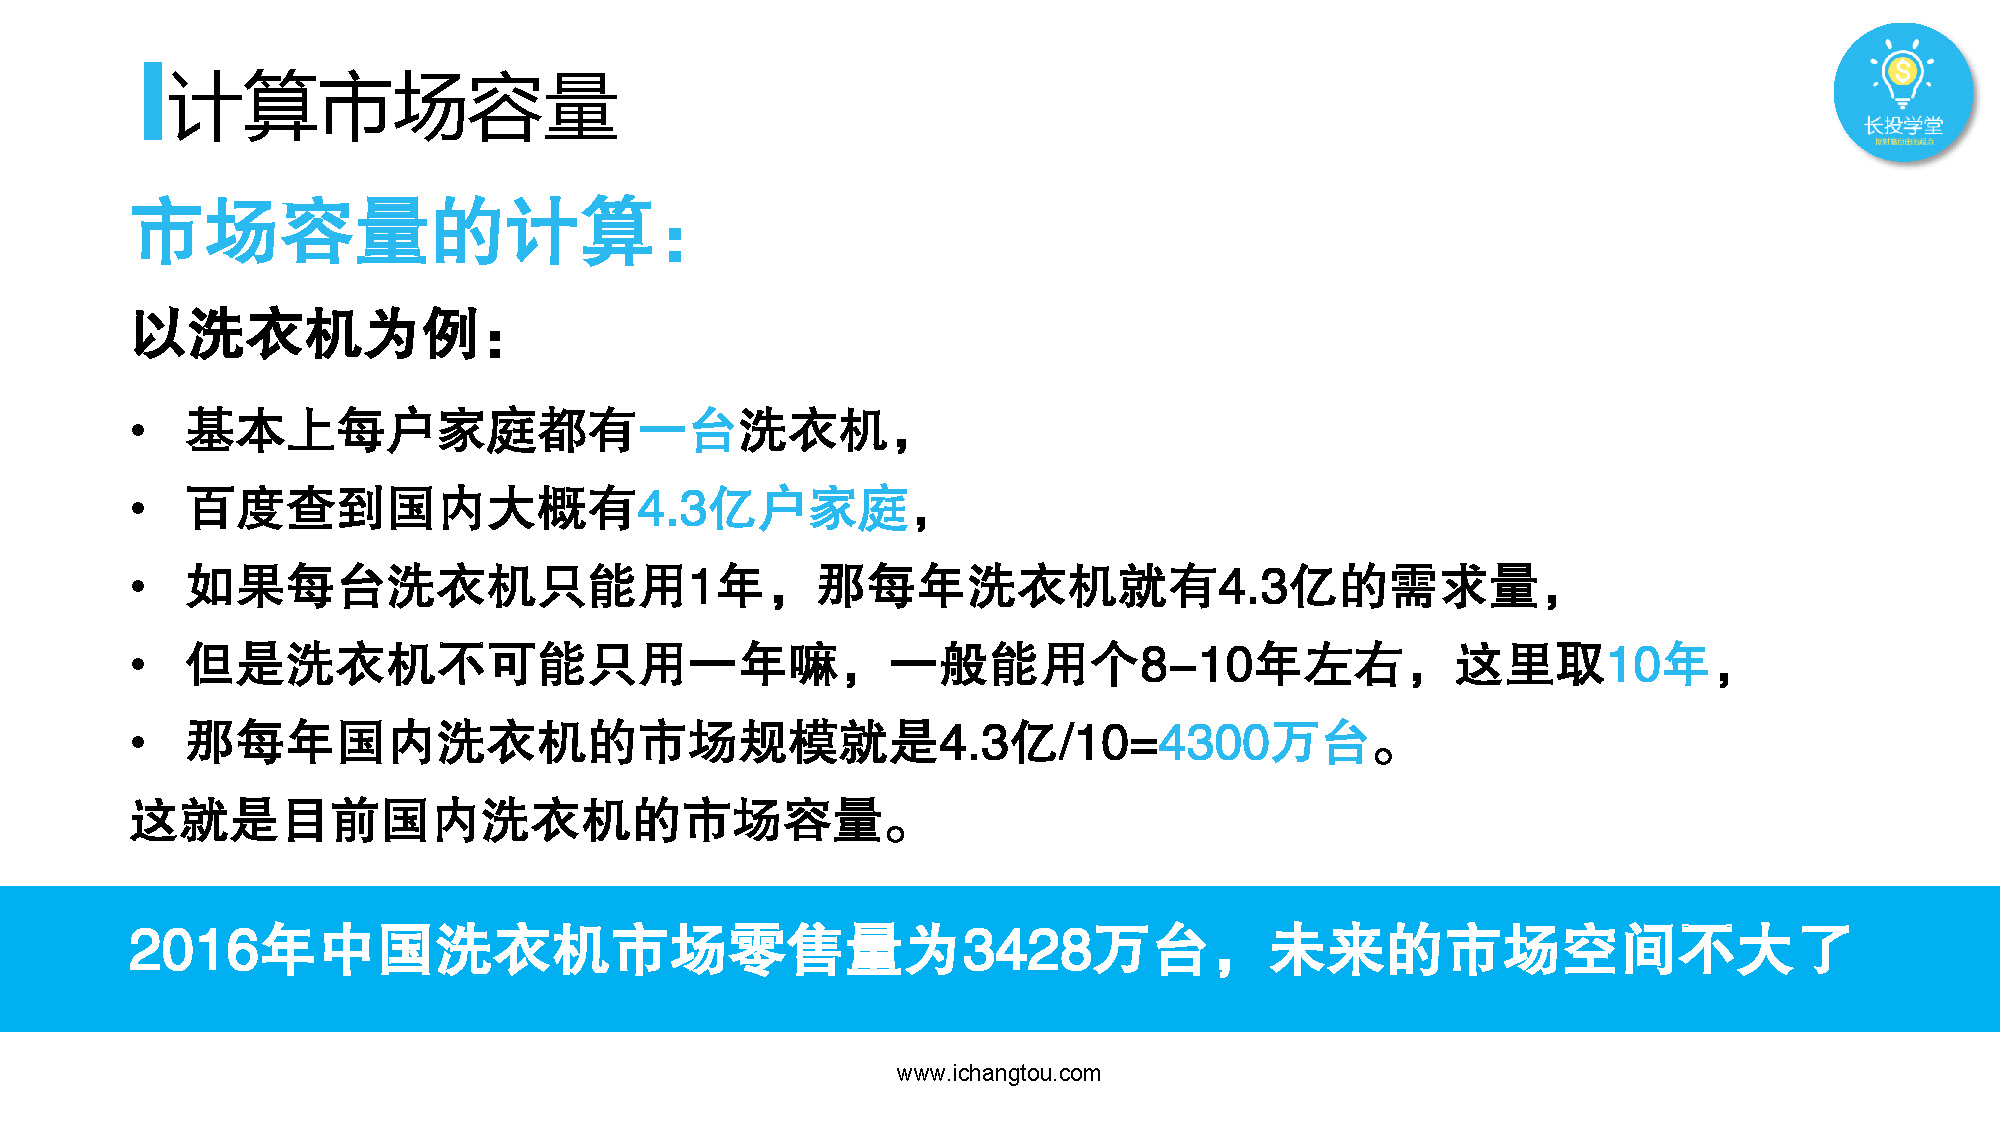 计算市场容量
长投学堂
市场容量的计算：
以洗衣机为例：
• 基本上每户家庭都有一台洗衣机，
• 百度查到国内大概有4.3亿户家庭，
• 如果每台洗衣机只能用1年，那每年洗衣机就有4.3亿的需求量，
• 但是洗衣机不可能只用一年嘛，一般能用个8-10年左右，这里取10年，
• 那每年国内洗衣机的市场规模就是4.3亿/10=4300万台。
这就是目前国内洗衣机的市场容量。
2016年中国洗衣机市场零售量为3428万台，未来的市场空间不大了
www.ichangtou.com